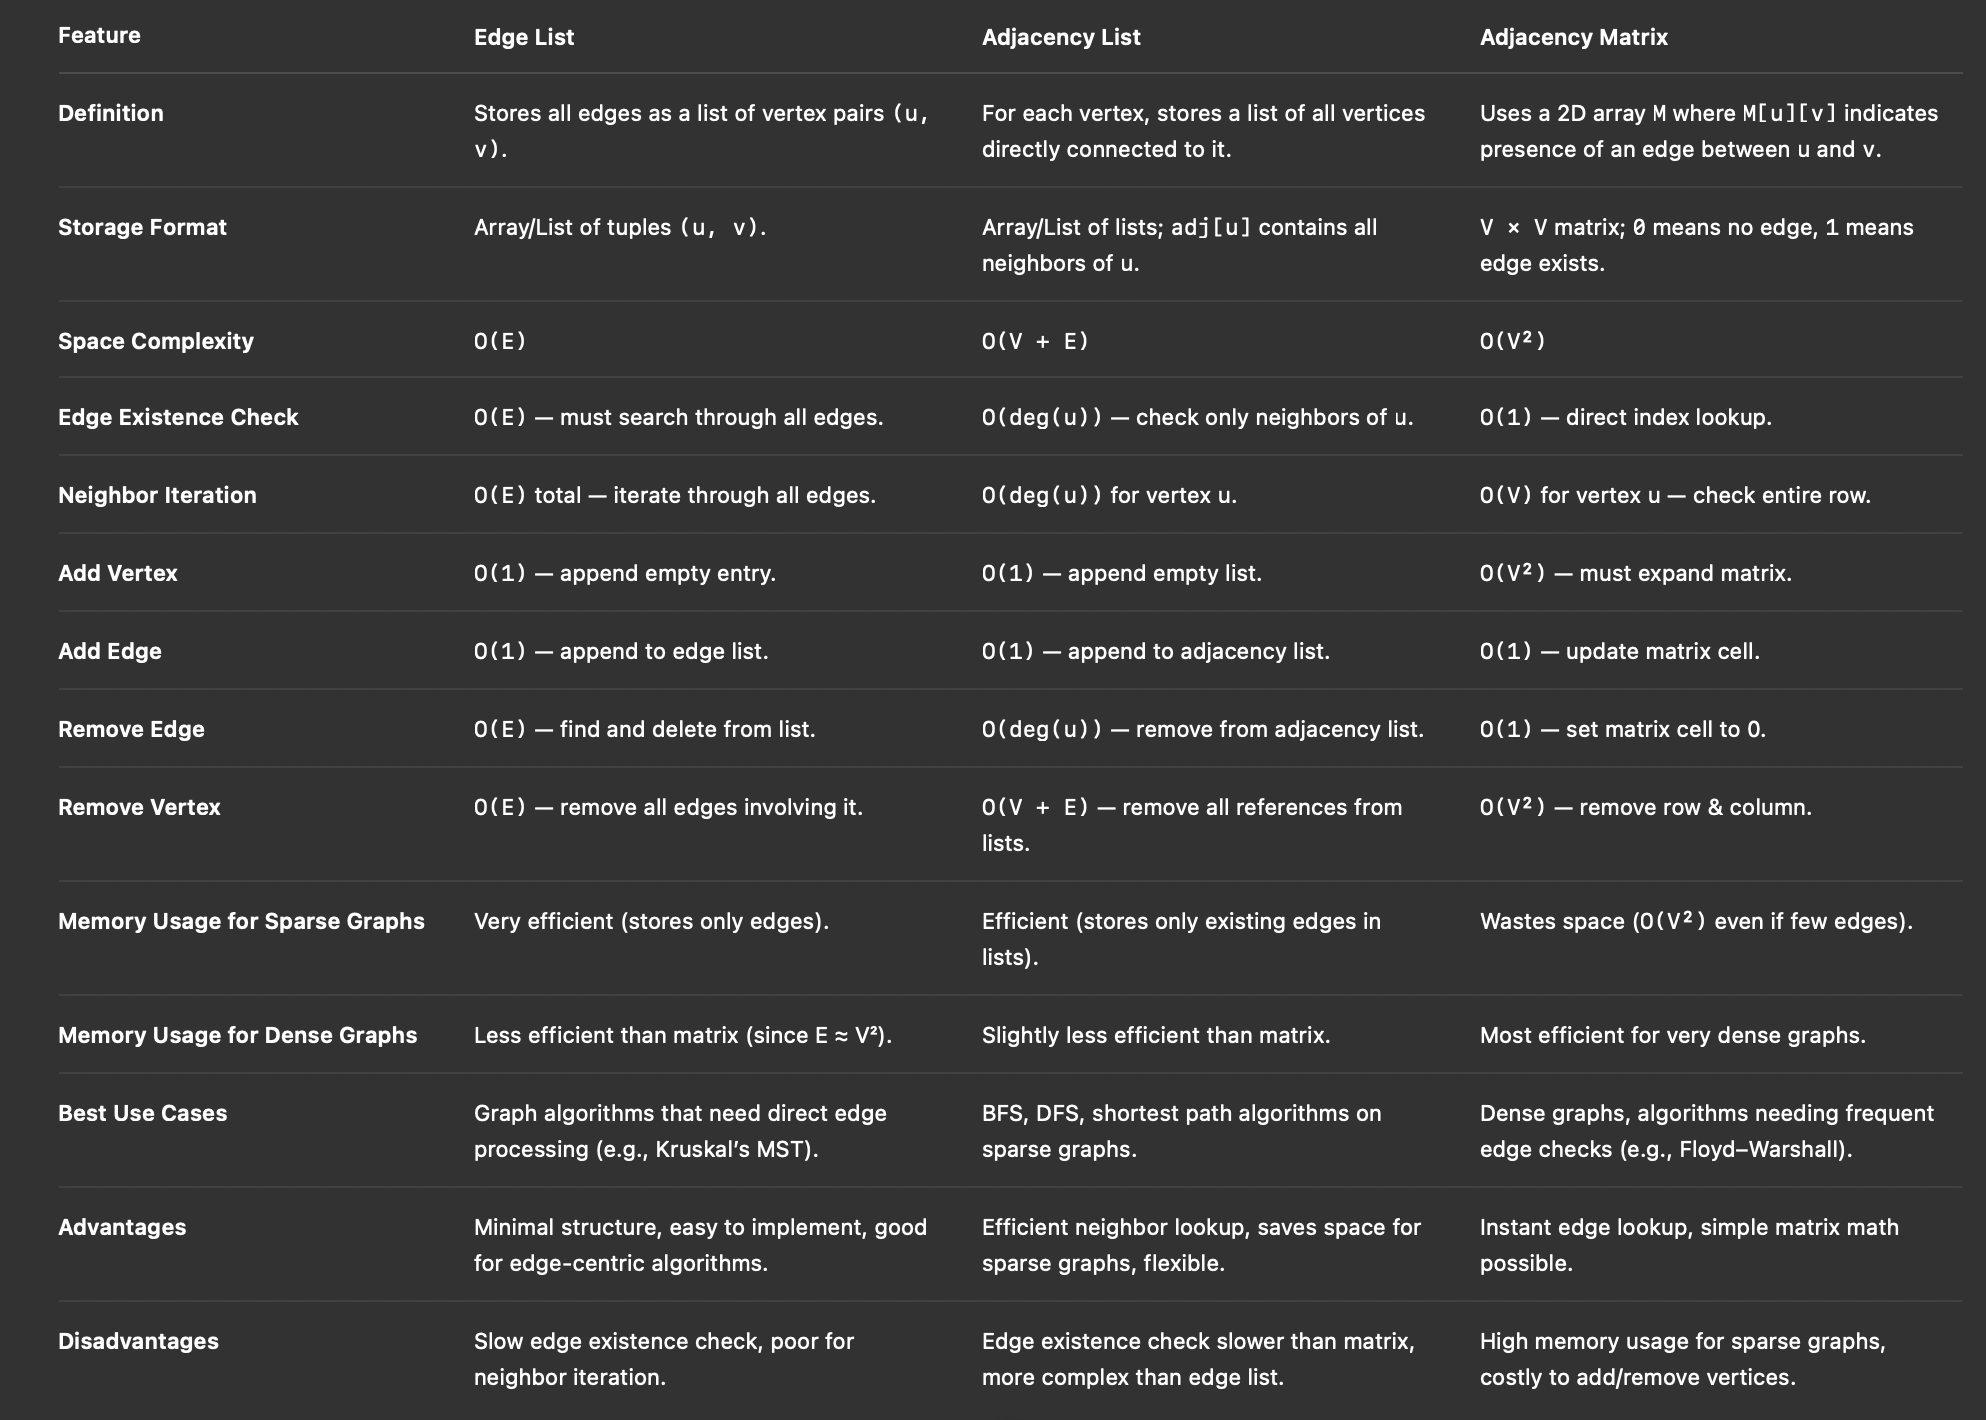 Feature
Edge List
Adjacency List
Adjacency Matrix
Definition
Stores all edges as a list of vertex pairs (u,
v).
For each vertex, stores a list of all vertices
directly connected to it.
Uses a 2D array M where M[u][v] indicates
presence of an edge between u and v.
Storage Format
Array/List of tuples (u, v).
Array/List of lists; adj[u] contains all
neighbors of u.
V × V matrix; 0 means no edge, 1 means
edge exists.
Space Complexity
O(E)
O(V + E)
O(V²)
Edge Existence Check
O(E) — must search through all edges.
O(deg(u)) — check only neighbors of u.
O(1) — direct index lookup.
Neighbor Iteration
O(E) total — iterate through all edges.
O(deg(u)) for vertex u.
O(V) for vertex u — check entire row.
Add Vertex
O(1) — append empty entry.
O(1) — append empty list.
O(V²) — must expand matrix.
Add Edge
O(1) — append to edge list.
O(1) — append to adjacency list.
O(1) — update matrix cell.
Remove Edge
O(E) — find and delete from list.
O(deg(u)) — remove from adjacency list.
O(1) — set matrix cell to 0.
Remove Vertex
O(E) — remove all edges involving it.
O(V + E) — remove all references from
lists.
O(V²) — remove row & column.
Memory Usage for Sparse Graphs
Very efficient (stores only edges).
Efficient (stores only existing edges in
lists).
Wastes space (O(V²) even if few edges).
Memory Usage for Dense Graphs
Less efficient than matrix (since E ≈ V²).
Slightly less efficient than matrix.
Most efficient for very dense graphs.
Best Use Cases
Graph algorithms that need direct edge
processing (e.g., Kruskal’s MST).
BFS, DFS, shortest path algorithms on
sparse graphs.
Dense graphs, algorithms needing frequent
edge checks (e.g., Floyd–Warshall).
Advantages
Minimal structure, easy to implement, good
for edge-centric algorithms.
Efficient neighbor lookup, saves space for
sparse graphs, flexible.
Instant edge lookup, simple matrix math
possible.
Disadvantages
Slow edge existence check, poor for
neighbor iteration.
Edge existence check slower than matrix,
more complex than edge list.
High memory usage for sparse graphs,
costly to add/remove vertices.